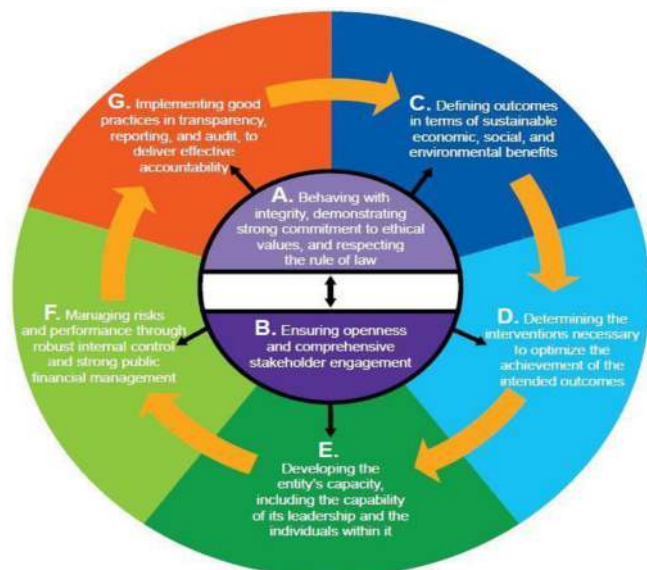 G. Implementing good
practices in transparency,
reporting, and audit, to
deliver effective
accountability
C. Defining outcomes
in terms of sustainable
economic, social, and
environmental benefits
A. Behaving with
integrity, demonstrating
strong commitment to ethical
values, and respecting
the rule of law
B. Ensuring openness
and comprehensive
stakeholder engagement
D. Determining the
interventions necessary
to optimize the
achievement of the
intended outcomes
E.
Developing the
entity's capacity,
including the capability
of its leadership and the
individuals within it
F. Managing risks
and performance through
robust internal control
and strong public
financial management